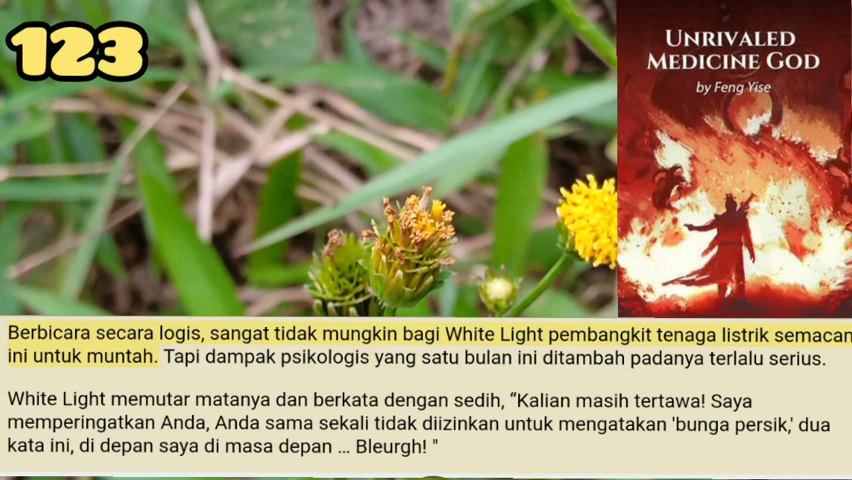 123
UNRIVALED
MEDICINE GOD
by Feng Yise
Berbicara secara logis, sangat tidak mungkin bagi White Light pembangkit tenaga listrik semacam
ini untuk muntah. Tapi dampak psikologis yang satu bulan ini ditambah padanya terlalu serius.
White Light memutar matanya dan berkata dengan sedih, “Kalian masih tertawa! Saya
memperingatkan Anda, Anda sama sekali tidak diizinkan untuk mengatakan 'bunga persik,' dua
kata ini, di depan saya di masa depan ... Bleurgh! "